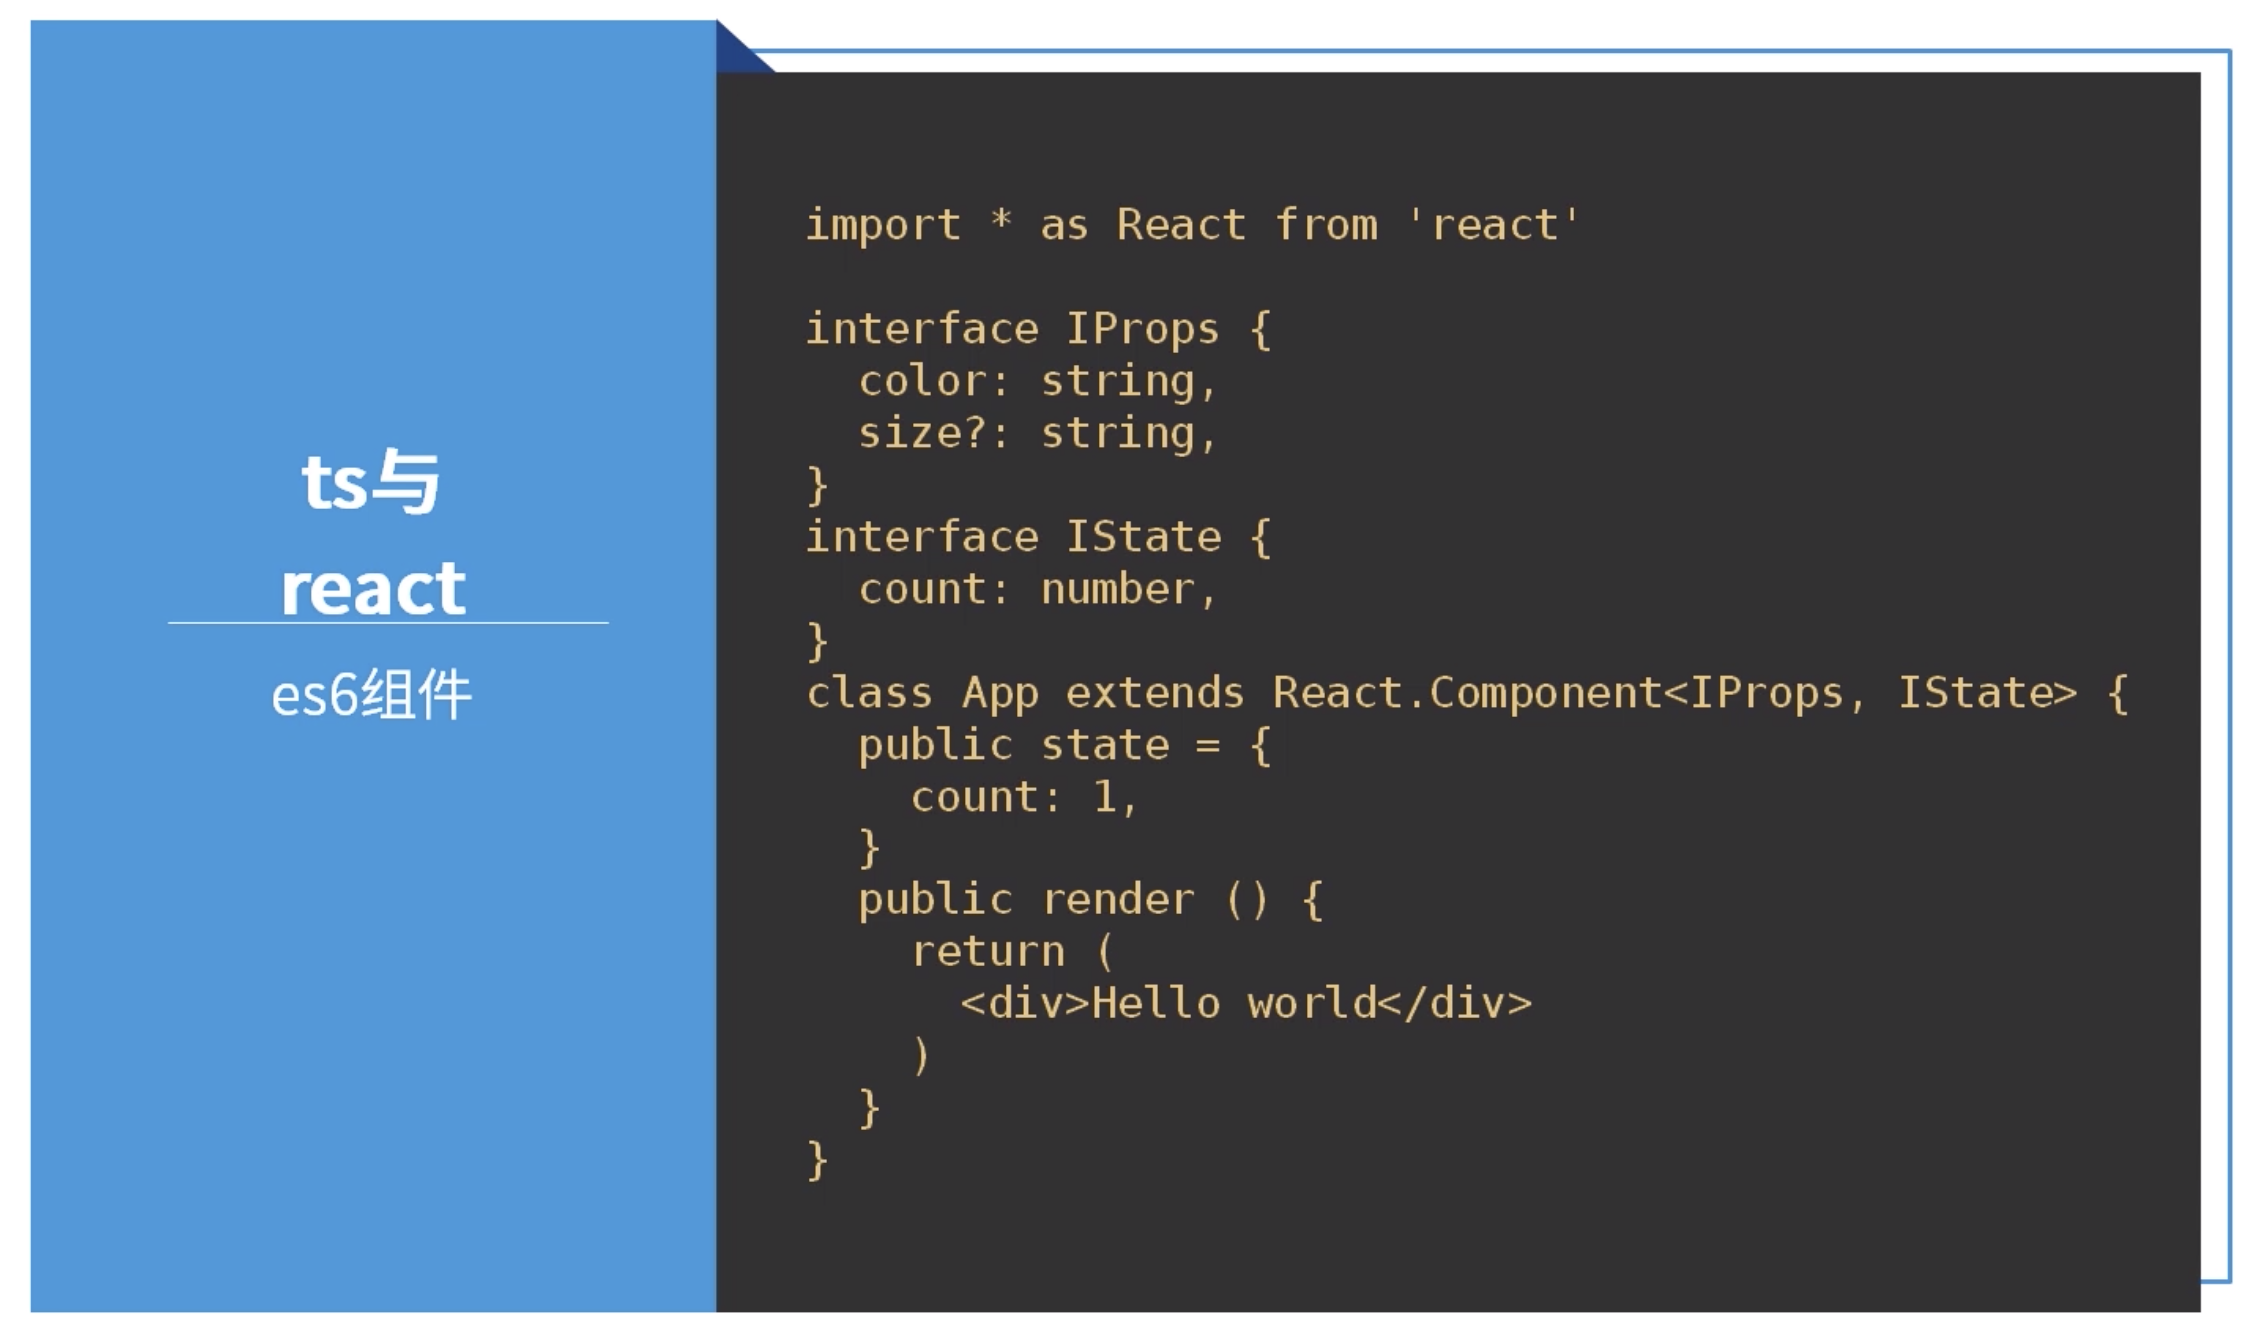 ts与
react
es6组件
import * as React from 'react'

interface IProps {
  color: string,
  size?: string,
}
interface IState {
  count: number,
}
class App extends React.Component<IProps, IState> {
  public state = {
    count: 1,
  }
  public render () {
    return (
      <div>Hello world</div>
    )
  }
}